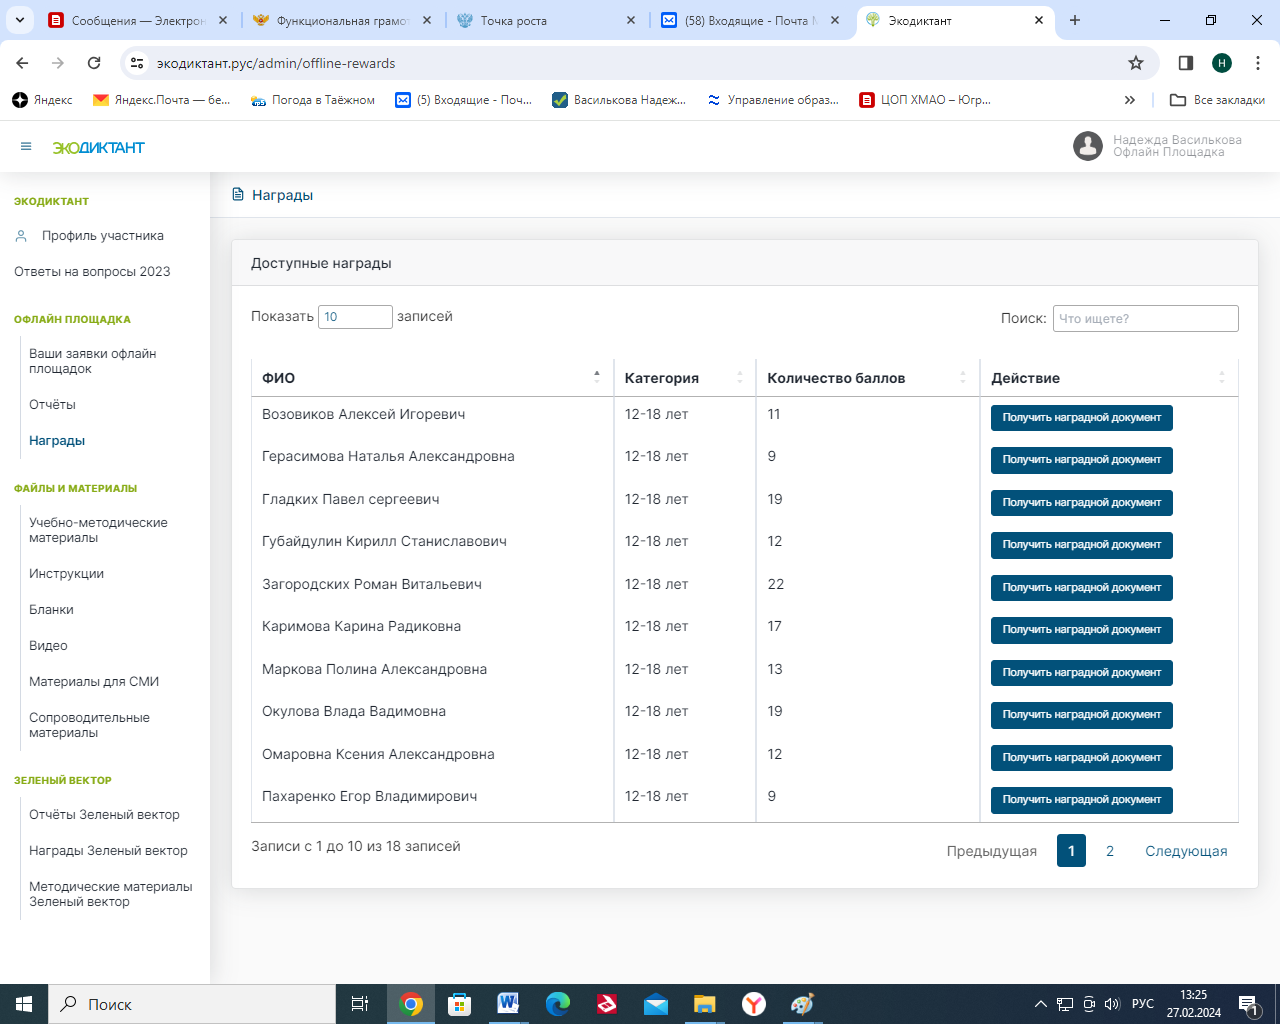 Сообщения — Электрон
Функциональная грамот
Точка роста
(58) Входящие - Почта М
Экодиктант
экодиктант.рус/admin/offline-rewards
Н
Яндекс
Яндекс.Почта — бе...
Погода в Таёжном
(5) Входящие - Поч...
Василькова Надеж...
Управление образ...
ЦОП ХМАО – Югр...
Все закладки
ЭКОДИКТАНТ
Надежда Василькова
Офлайн Площадка
ЭКОДИКТАНТ
Профиль участника
Ответы на вопросы 2023
ОФЛАЙН ПЛОЩАДКА
Ваши заявки офлайн
площадок
Отчёты
Награды
ФАЙЛЫ И МАТЕРИАЛЫ
Учебно-методические
материалы
Инструкции
Бланки
Видео
Материалы для СМИ
Сопроводительные
материалы
ЗЕЛЕНЫЙ ВЕКТОР
Отчёты Зеленый вектор
Награды Зеленый вектор
Методические материалы
Зеленый вектор
Награды
Доступные награды
Показать 10 записей
Поиск: Что ищете?
ФИО Категория Количество баллов Действие
Возовиков Алексей Игоревич 12-18 лет 11 Получить наградной документ
Герасимова Наталья Александровна 12-18 лет 9 Получить наградной документ
Гладких Павел сергеевич 12-18 лет 19 Получить наградной документ
Губайдулин Кирилл Станиславович 12-18 лет 12 Получить наградной документ
Загородских Роман Витальевич 12-18 лет 22 Получить наградной документ
Каримова Карина Радиковна 12-18 лет 17 Получить наградной документ
Маркова Полина Александровна 12-18 лет 13 Получить наградной документ
Окулова Влада Вадимовна 12-18 лет 19 Получить наградной документ
Омаровна Ксения Александровна 12-18 лет 12 Получить наградной документ
Пахаренко Егор Владимирович 12-18 лет 9 Получить наградной документ
Записи с 1 до 10 из 18 записей
Предыдущая 1 2 Следующая
Поиск
РУС
13:25
27.02.2024
1